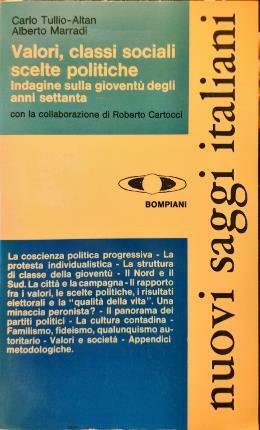 Carlo Tullio-Altan
Alberto Marradi
Valori, classi sociali
scelte politiche
Indagine sulla gioventù degli
anni settanta
con la collaborazione di Roberto Cartocci
BOMPIANI
La coscienza politica progressiva - La
protesta individualistica - La struttura
di classe della gioventù - Il Nord e il
Sud. La città e la campagna - Il rapporto
fra i valori, le scelte politiche, i risultati
elettorali e la "qualità della vita". Una
minaccia peronista? - Il panorama dei
partiti politici - La cultura contadina -
Familismo, fideismo, qualunquismo au-
toritario - Valori e società - Appendici
metodologiche.
nuovi saggi italiani